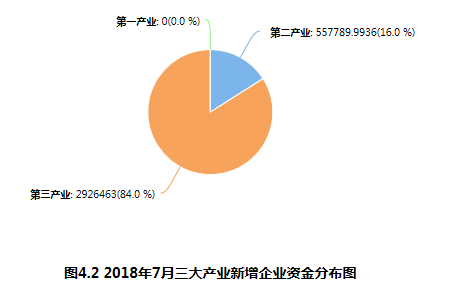 第一产业: 0(0.0 %)
第二产业: 557789.9936(16.0 %)
第三产业: 2926463(84.0 %)
图4.2 2018年7月三大产业新增企业资金分布图